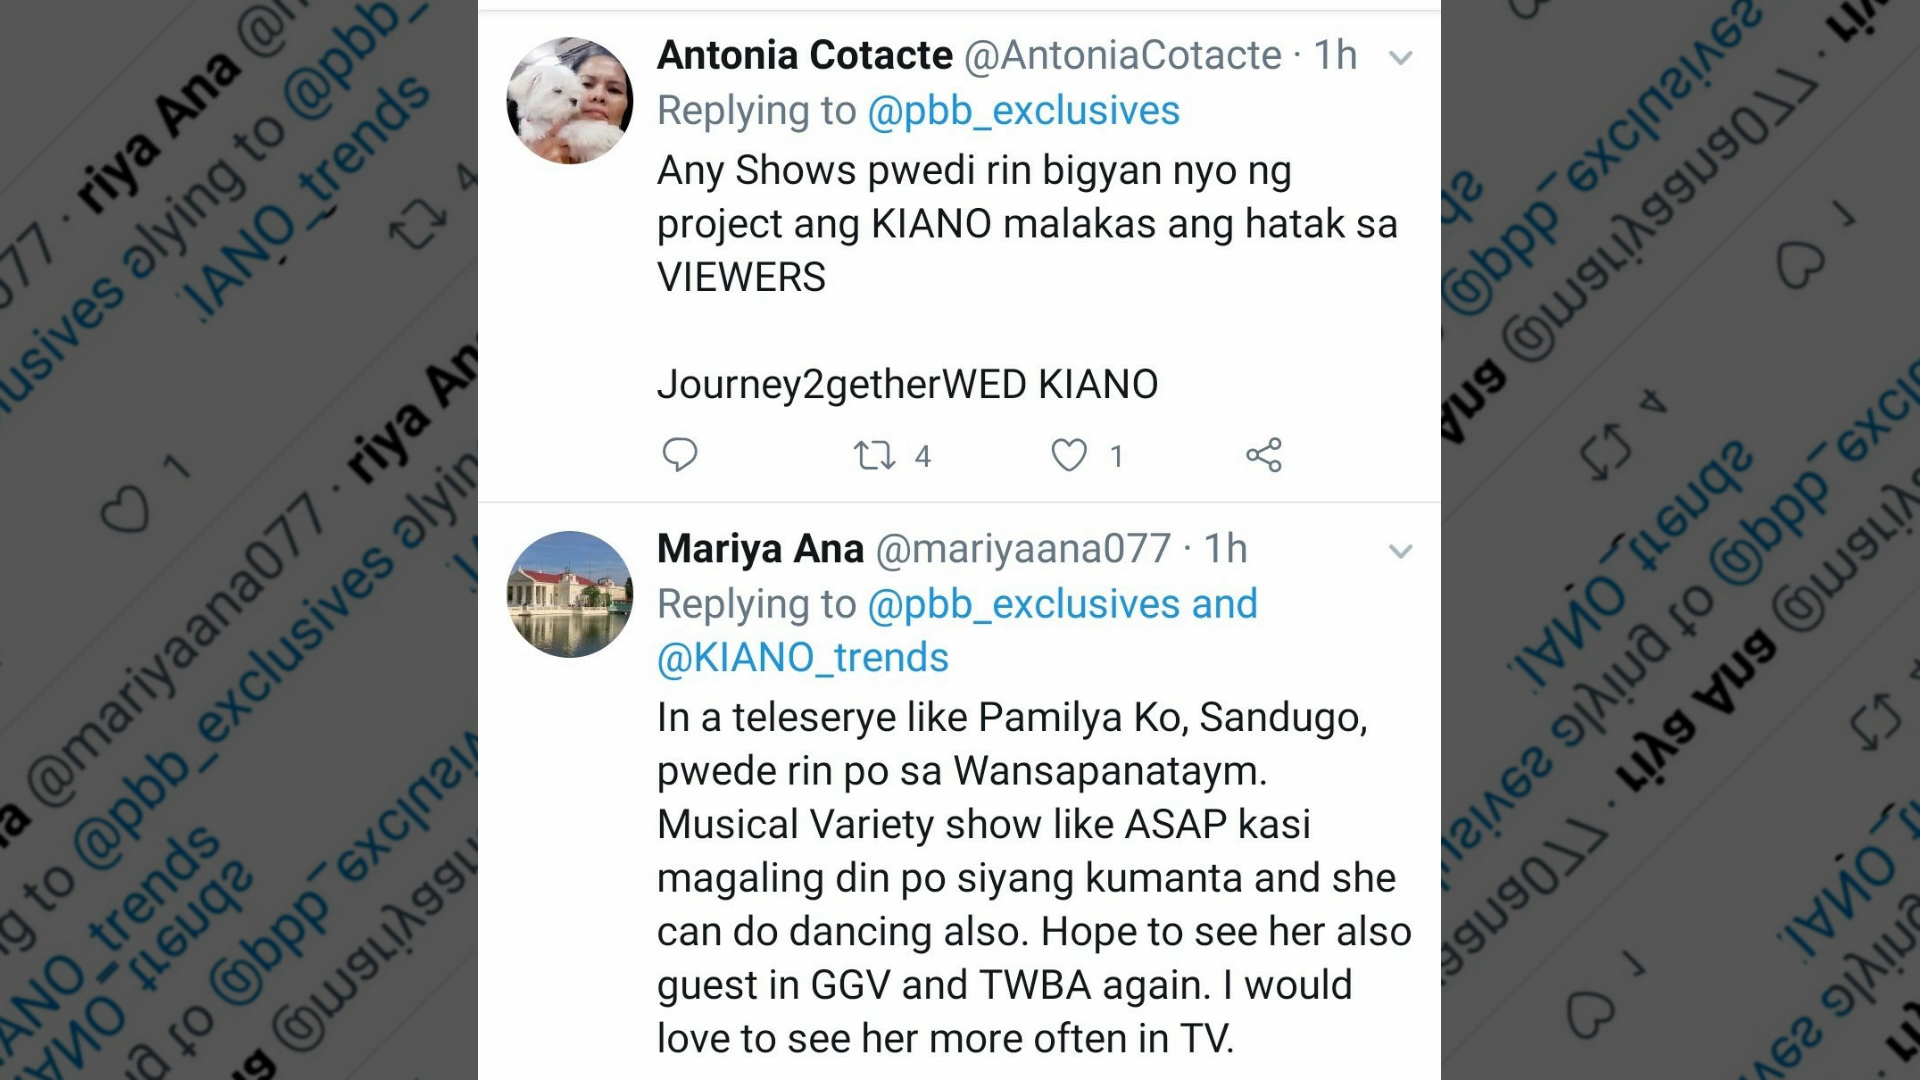 Antonia Cotacte @AntoniaCotacte · 1h
Replying to @pbb_exclusives
Any Shows pwedi rin bigyan nyo ng
project ang KIANO malakas ang hatak sa
VIEWERS
Journey2getherWED KIANO
4 1
Mariya Ana @mariyaana077 · 1h
Replying to @pbb_exclusives and
@KIANO_trends
In a teleserye like Pamilya Ko, Sandugo,
pwede rin po sa Wansapanataym.
Musical Variety show like ASAP kasi
magaling din po siyang kumanta and she
can do dancing also. Hope to see her also
guest in GGV and TWBA again. I would
love to see her more often in TV.